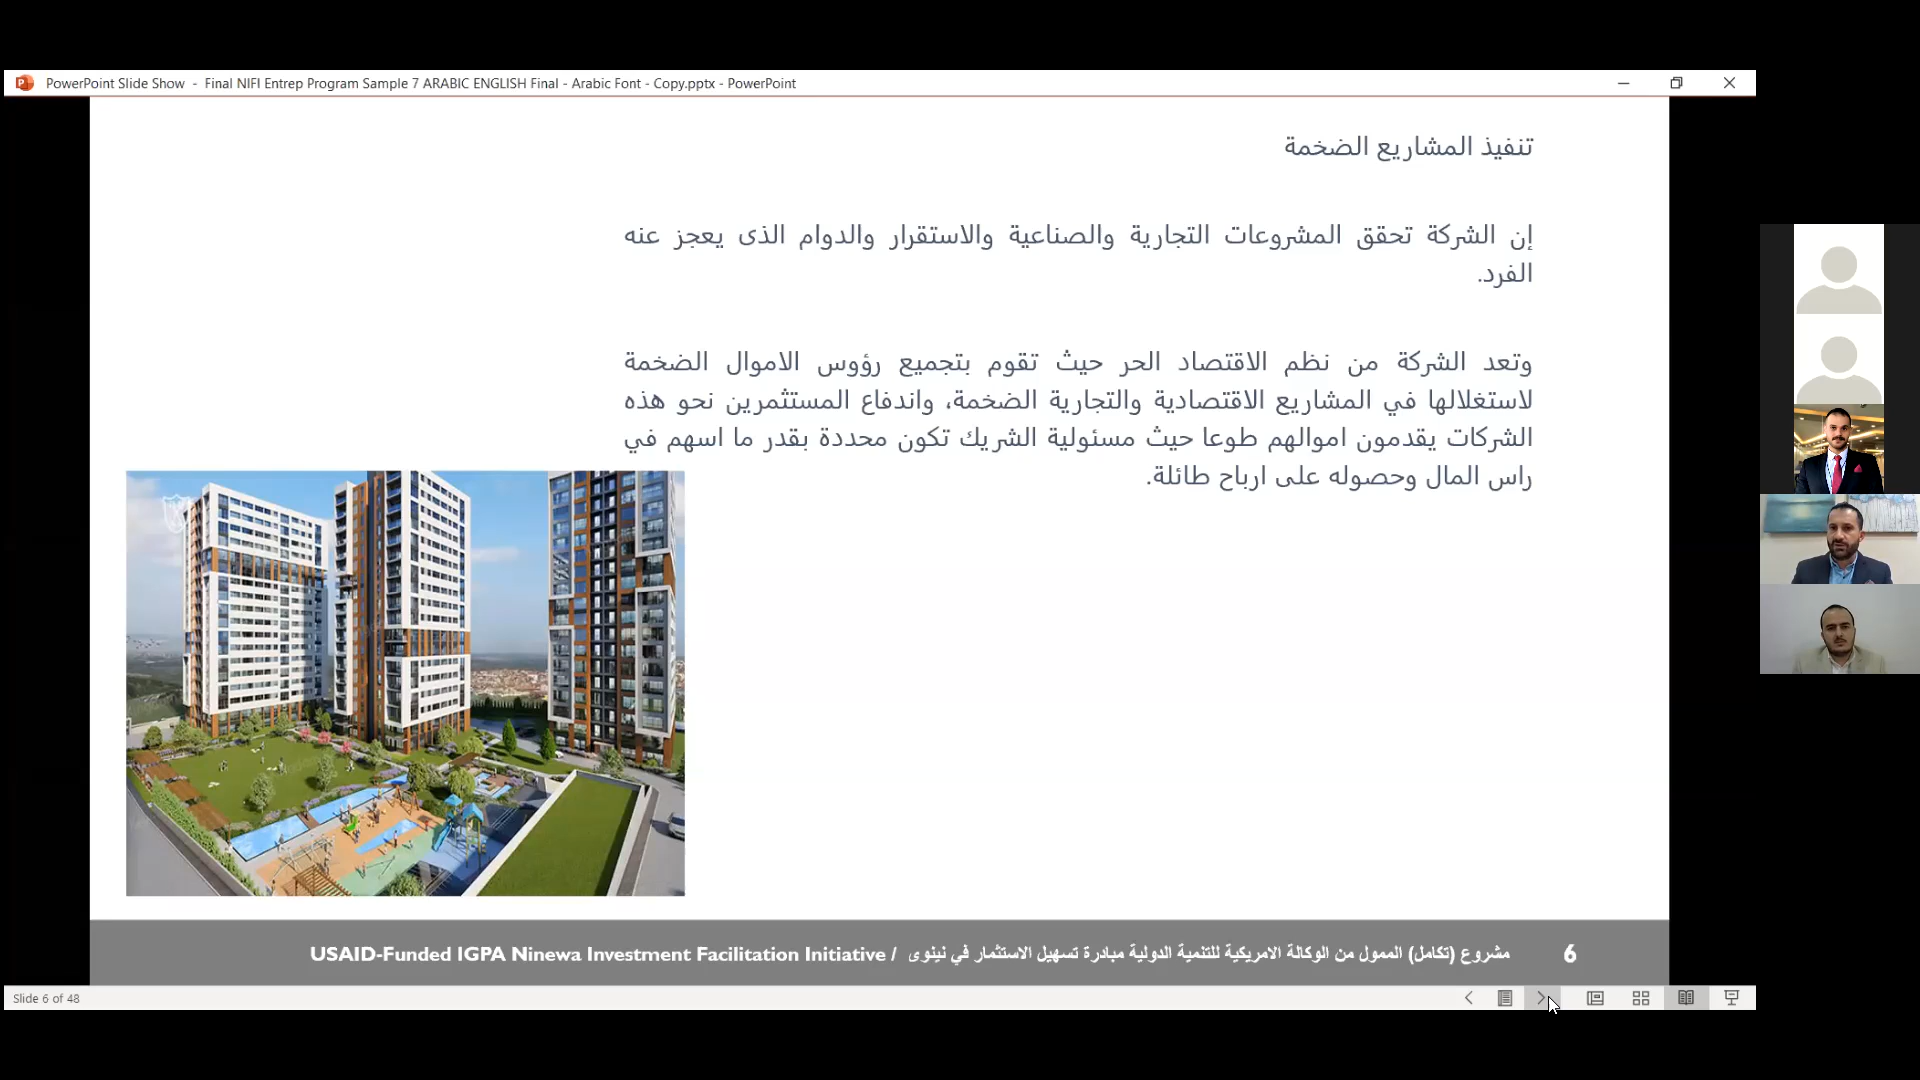 PowerPoint Slide Show - Final NIFI Entrep Program Sample 7 ARABIC ENGLISH Final - Arabic Font - Copy.pptx - PowerPoint
تنفيذ المشاريع الضخمة
إن الشركة تحقق المشروعات التجارية والصناعية والاستقرار والدوام الذى يعجز عنه
الفرد.
وتعد الشركة من نظم الاقتصاد الحر حيث تقوم بتجميع رؤوس الاموال الضخمة
لاستغلالها في المشاريع الاقتصادية والتجارية الضخمة، واندفاع المستثمرين نحو هذه
الشركات يقدمون اموالهم طوعا حيث مسئولية الشريك تكون محددة بقدر ما اسهم في
راس المال وحصوله على ارباح طائلة.
مشروع (تكامل) الممول من الوكالة الامريكية للتنمية الدولية مبادرة تسهيل الاستثمار في نينوى / USAID-Funded IGPA Ninewa Investment Facilitation Initiative
6
Slide 6 of 48